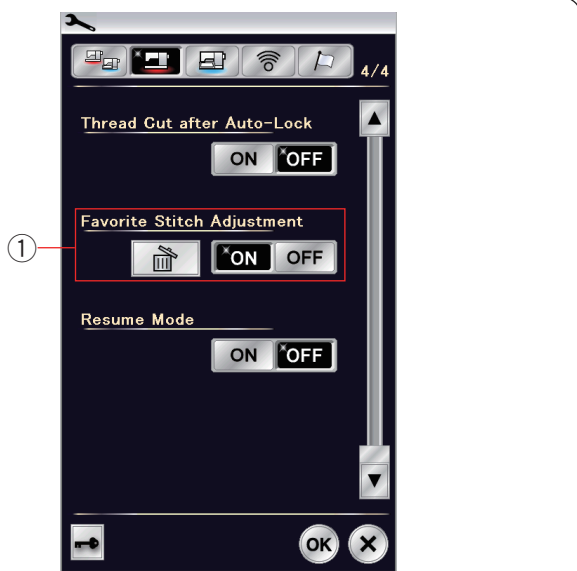 4/4
Thread Cut after Auto-Lock
ON OFF
Favorite Stitch Adjustment
① ON OFF
Resume Mode
ON OFF
OK X